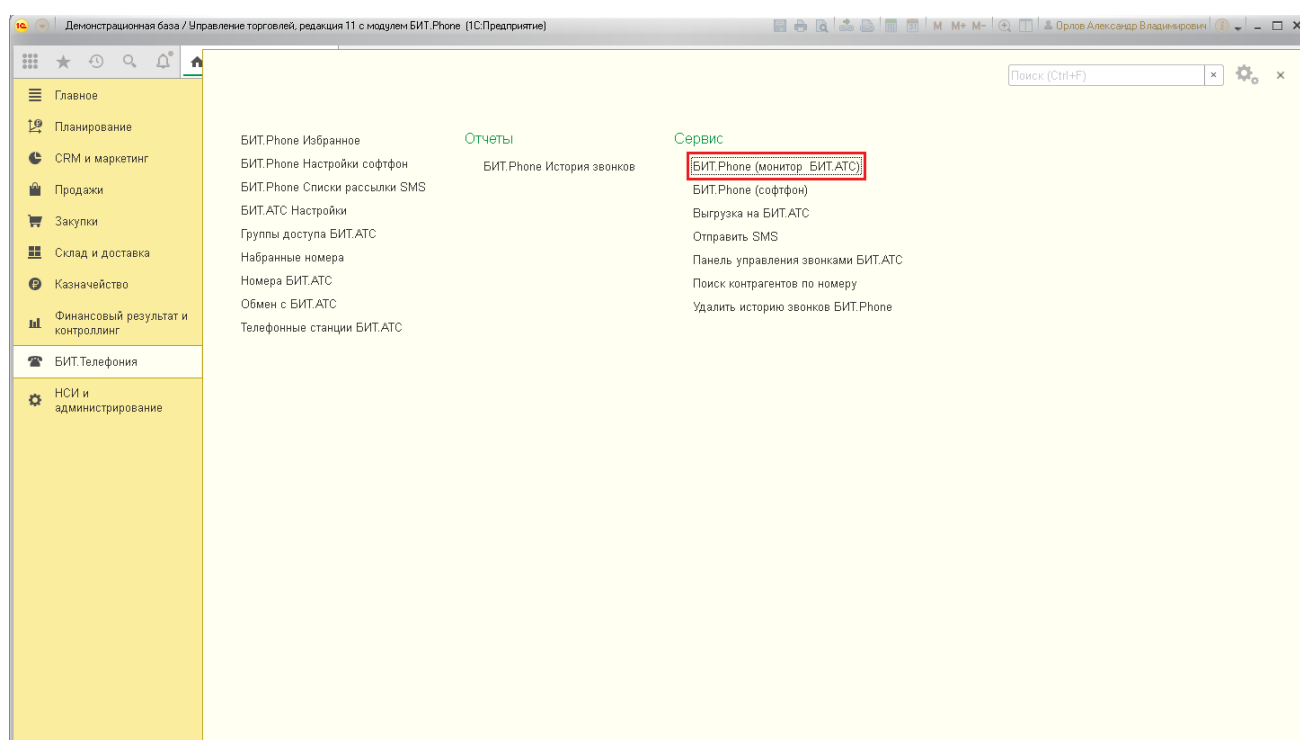 1С Демонстрационная база / Управление торговлей, редакция 11 с модулем БИТ.Phone (1С:Предприятие) 31 M M+ M- Орлов Александр Владимирович
Поиск (Ctrl+F)
Главное
Планирование
CRM и маркетинг
Продажи
Закупки
Склад и доставка
Казначейство
Финансовый результат и
контроллинг
БИТ.Телефония
НСИ и
администрирование
БИТ.Phone Избранное
БИТ.Phone Настройки софтфон
БИТ.Phone Списки рассылки SMS
БИТ.АТС Настройки
Группы доступа БИТ.АТС
Набранные номера
Номера БИТ.АТС
Обмен с БИТ.АТС
Телефонные станции БИТ.АТС
Отчеты
БИТ.Phone История звонков
Сервис
БИТ.Phone (монитор БИТ.АТС)
БИТ.Phone (софтфон)
Выгрузка на БИТ.АТС
Отправить SMS
Панель управления звонками БИТ.АТС
Поиск контрагентов по номеру
Удалить историю звонков БИТ.Phone